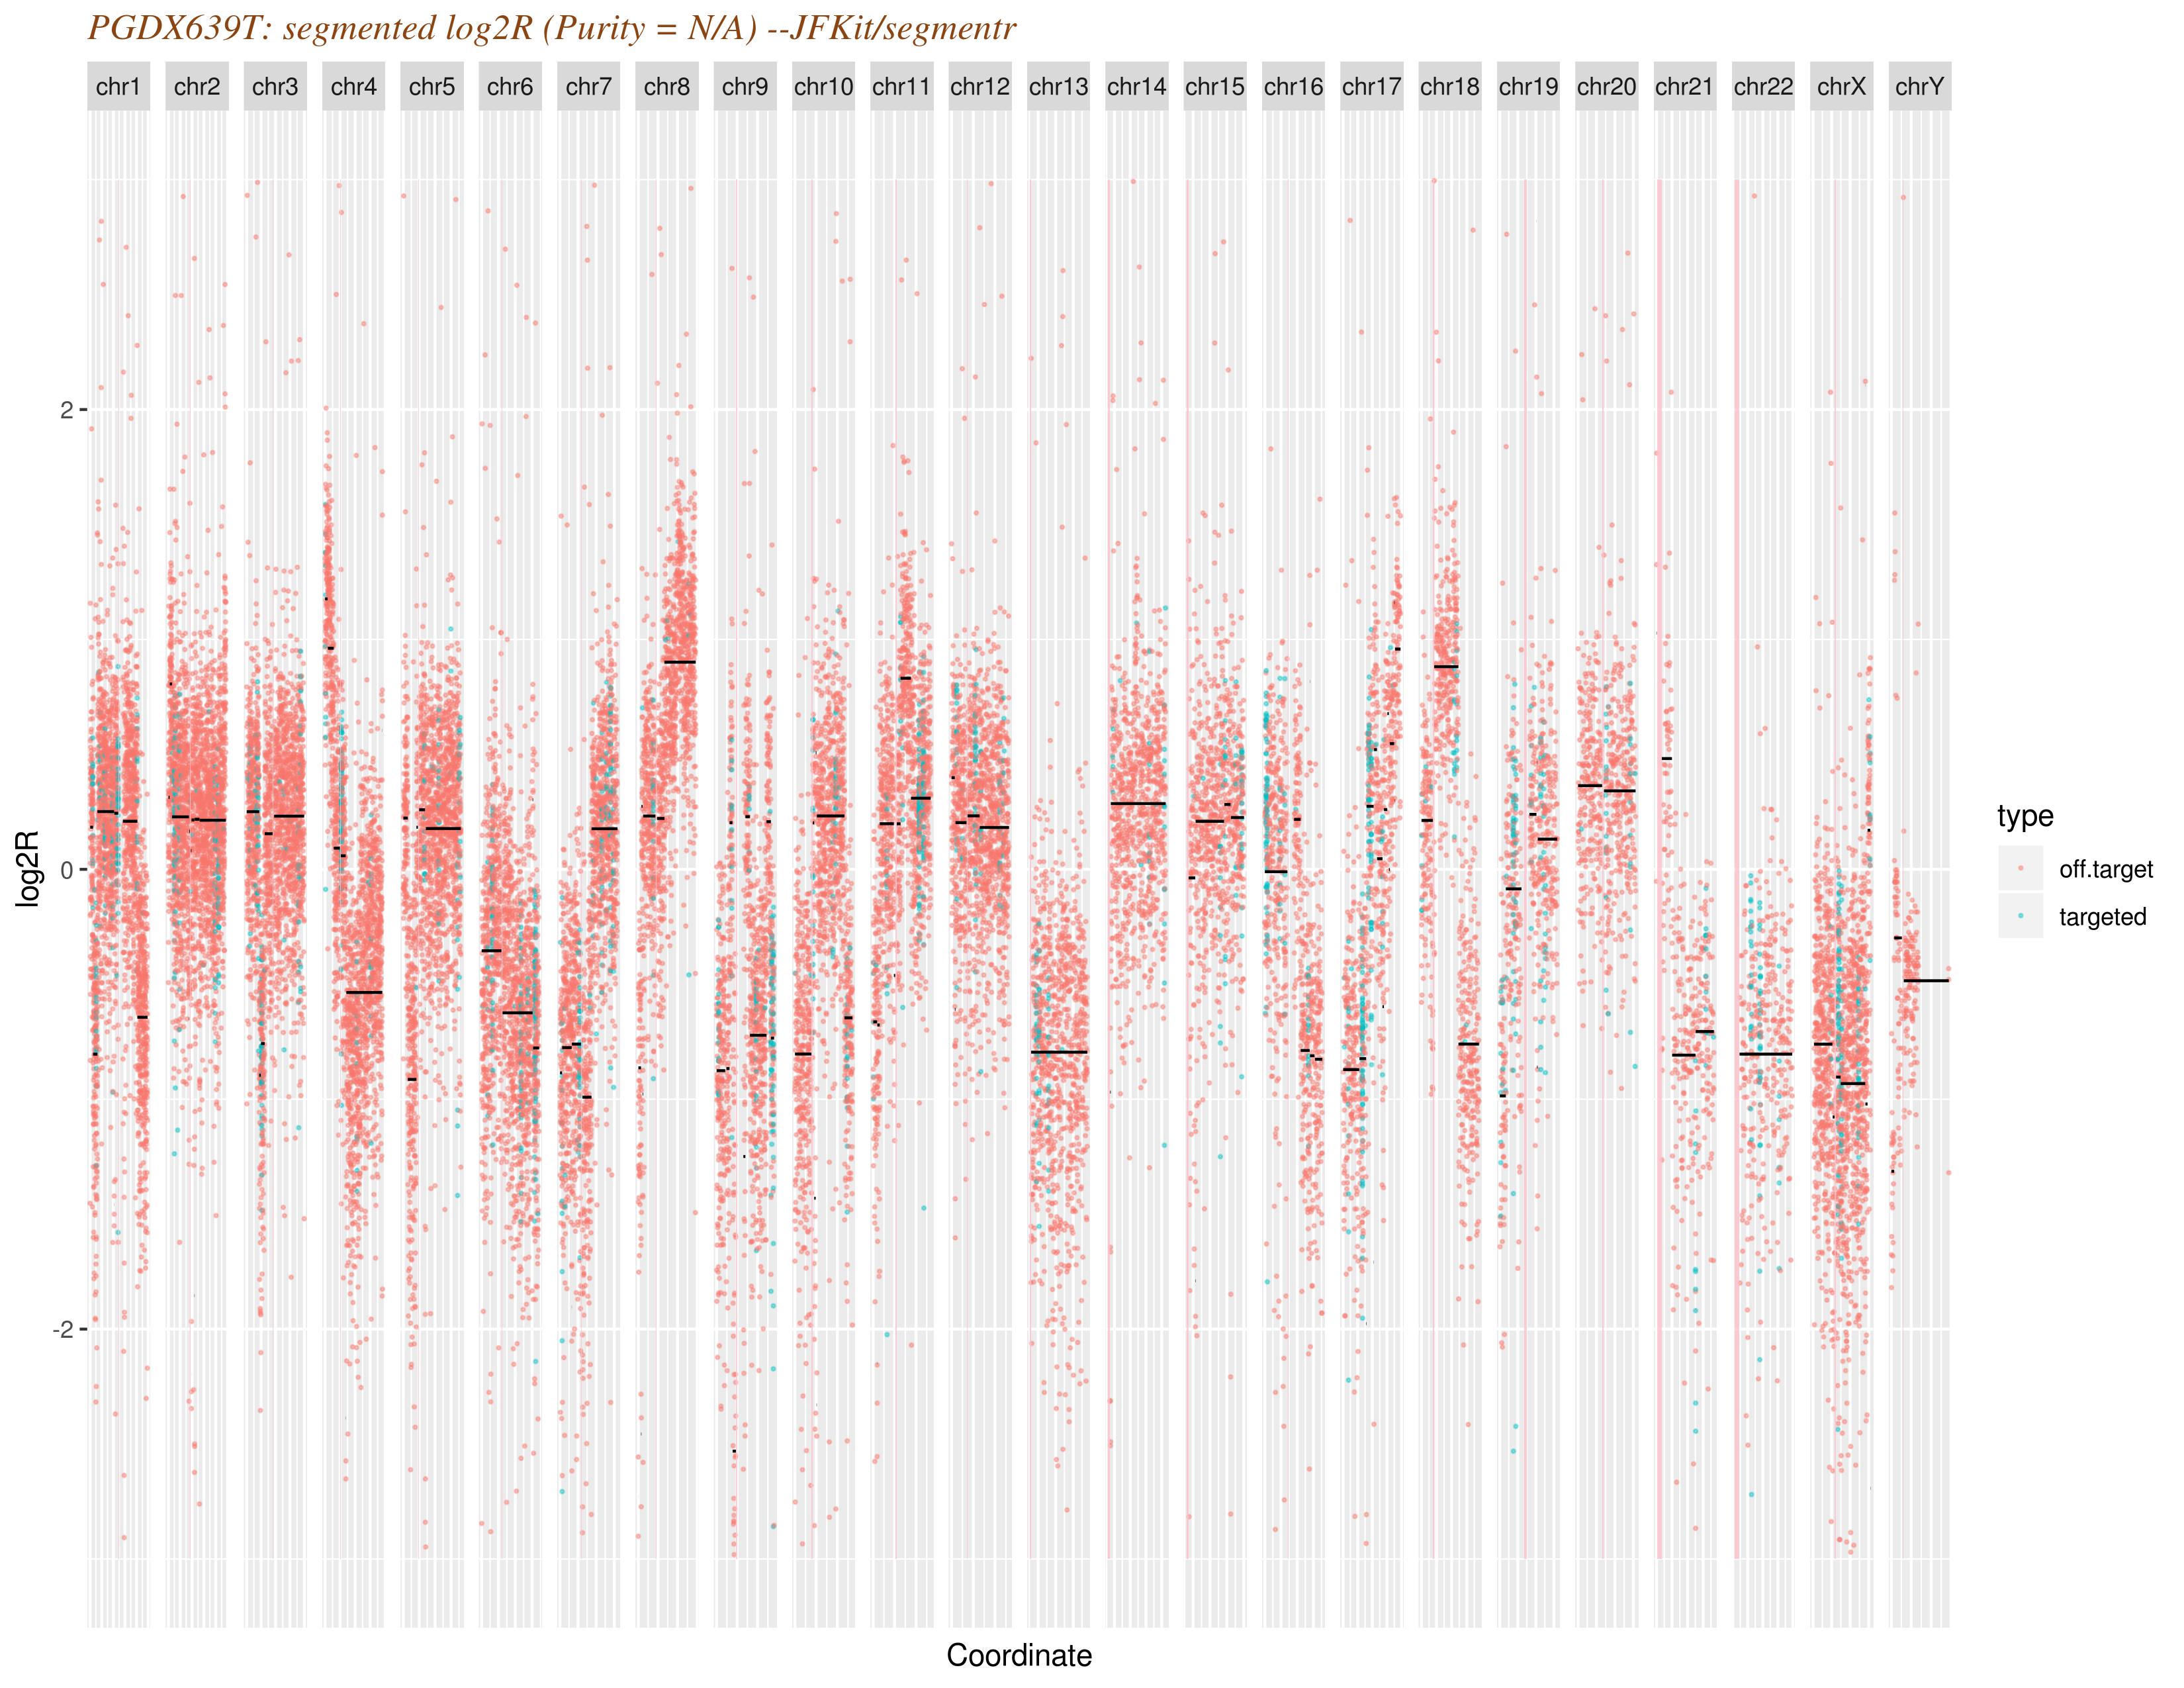 PGDX639T: segmented log2R (Purity = N/A) --JFKit/segmentr
chr1 chr2 chr3 chr4 chr5 chr6 chr7 chr8 chr9 chr10 chr11 chr12 chr13 chr14 chr15 chr16 chr17 chr18 chr19 chr20 chr21 chr22 chrX chrY
2
0
-2
log2R
Coordinate
type
off.target
targeted